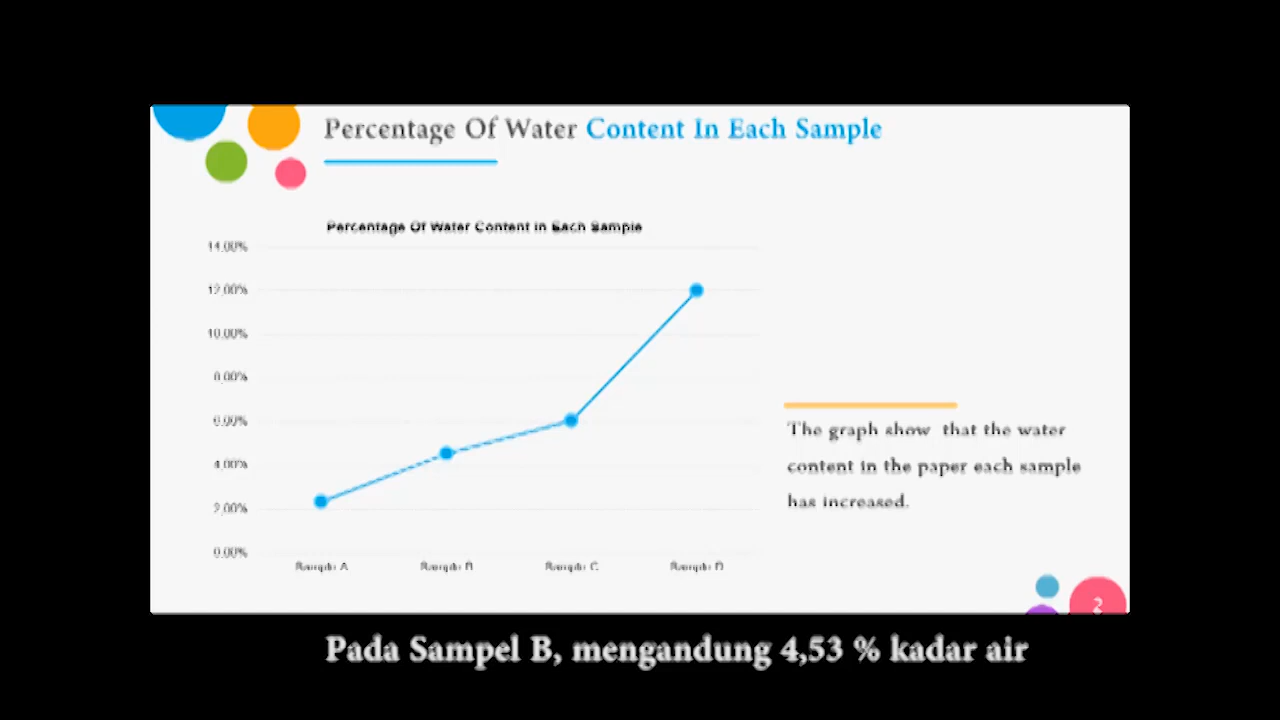 Percentage Of Water Content In Each Sample
Percentage Of Water Content in Each Sample
14,00%
12,00%
10,00%
8,00%
6,00%
4,00%
2,00%
0,00%
Sample A Sample B Sample C Sample D
The graph show that the water
content in the paper each sample
has increased.
2
Pada Sampel B, mengandung 4,53 % kadar air